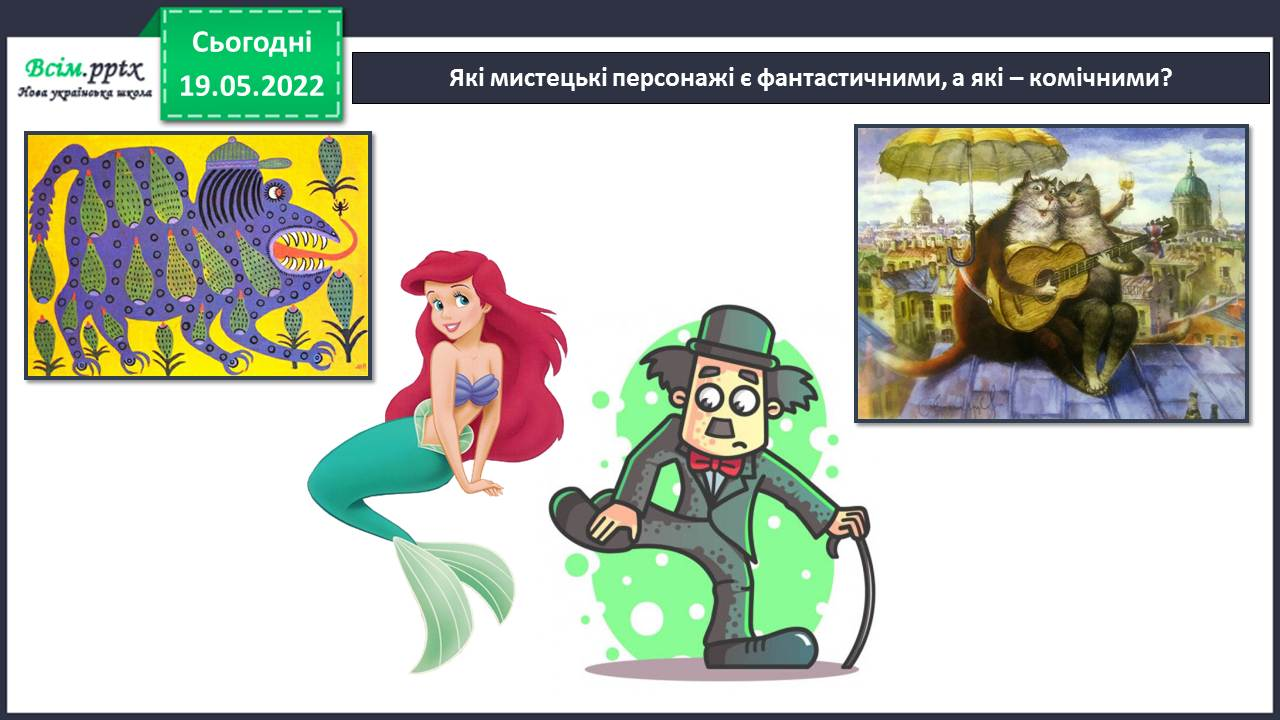 Всім.pptx
Нова українська школа
Сьогодні
19.05.2022
Які мистецькі персонажі є фантастичними, а які – комічними?